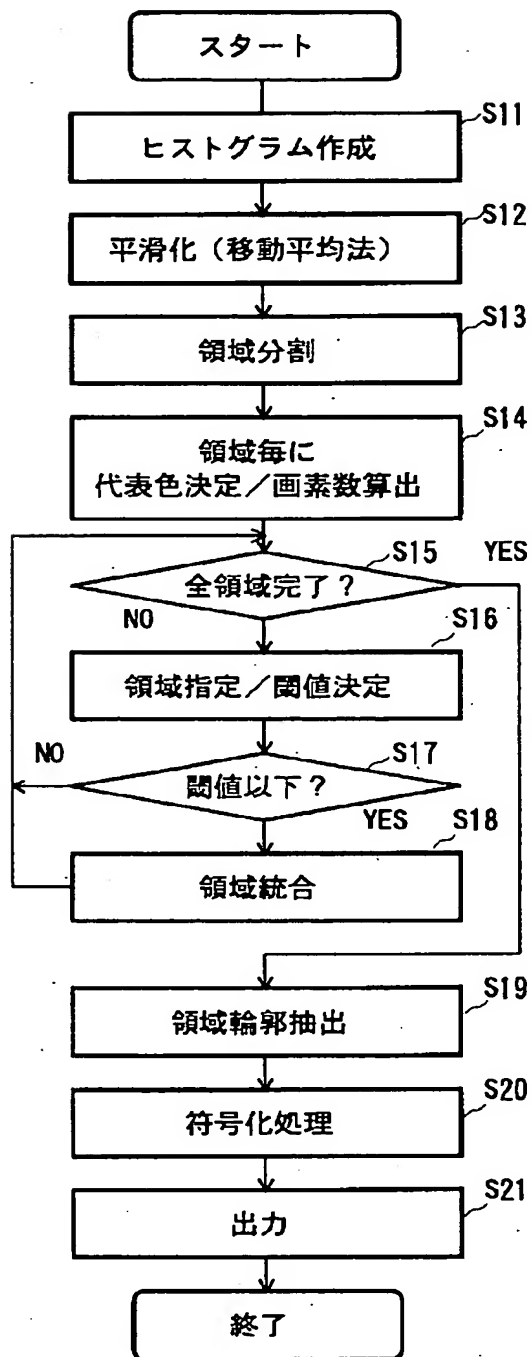 スタート
S11
ヒストグラム作成
S12
平滑化（移動平均法）
S13
領域分割
S14
領域毎に
代表色決定／画素数算出
S15
YES
全領域完了？
NO
S16
領域指定／閾値決定
NO
S17
閾値以下？
YES
S18
領域統合
S19
領域輪郭抽出
S20
符号化処理
S21
出力
終了